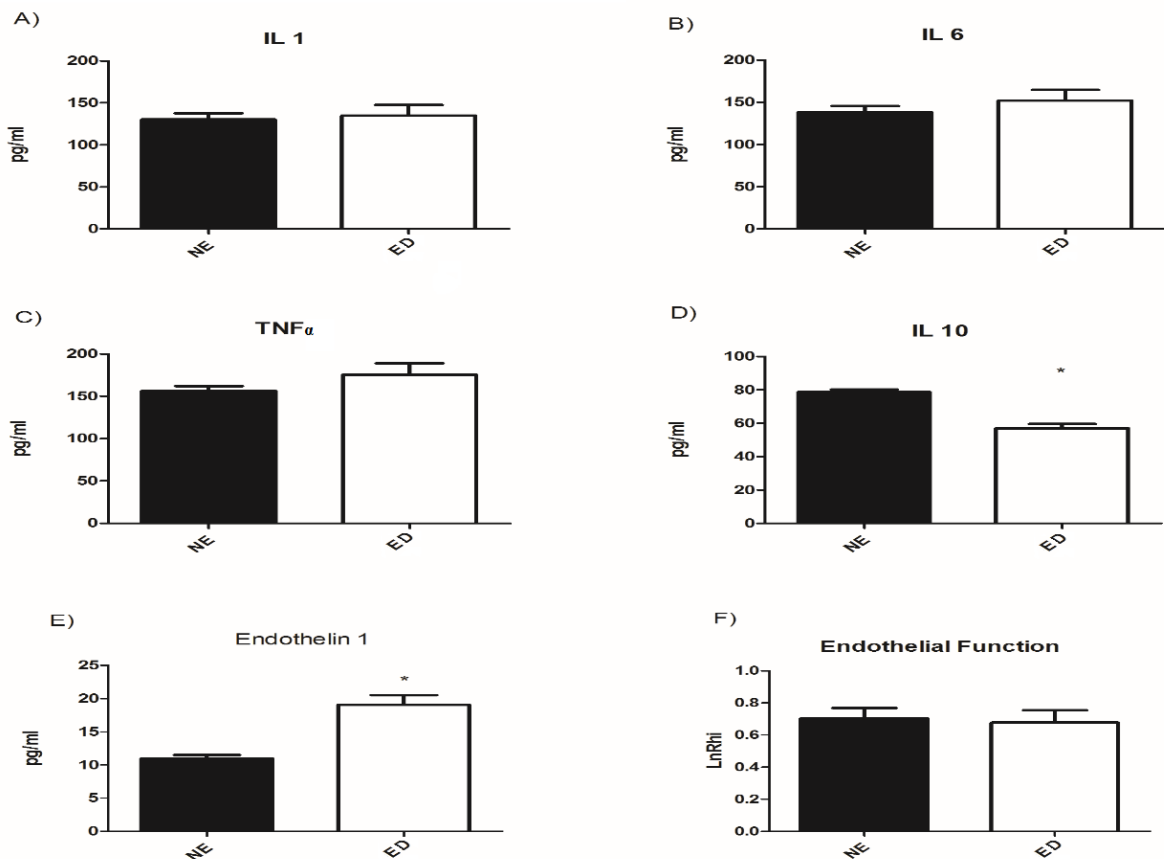 A)
IL 1
200
150
100
50
0
pg/ml
NE
ED
B)
IL 6
200
150
100
50
0
pg/ml
NE
ED
C)
TNFα
200
150
100
50
0
pg/ml
NE
ED
D)
IL 10
100
80
60
40
20
0
pg/ml
*
NE
ED
E)
Endothelin 1
25
20
15
10
5
0
pg/ml
*
NE
ED
F)
Endothelial Function
1.0
0.8
0.6
0.4
0.2
0.0
LnRhi
NE
ED